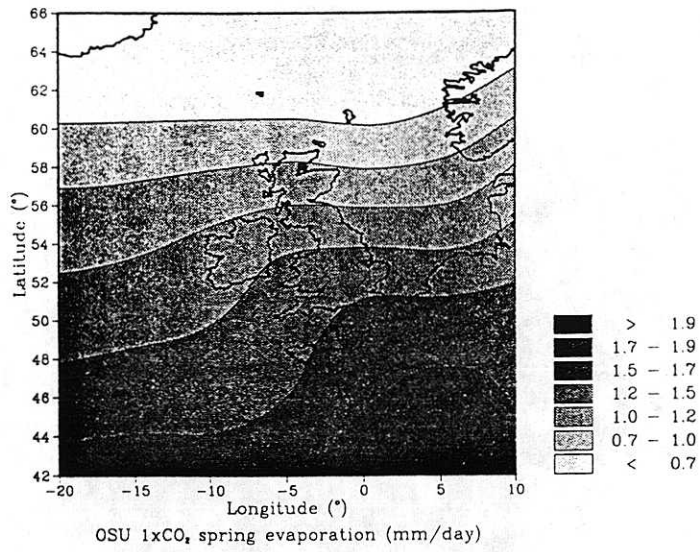 66
64
62
60
58
56
54
52
50
48
46
44
42
Latitude (°)
-20
-15
-10
-5
0
5
10
Longitude (°)
> 1.9
1.7 - 1.9
1.5 - 1.7
1.2 - 1.5
1.0 - 1.2
0.7 - 1.0
< 0.7
OSU 1xCO₂ spring evaporation (mm/day)